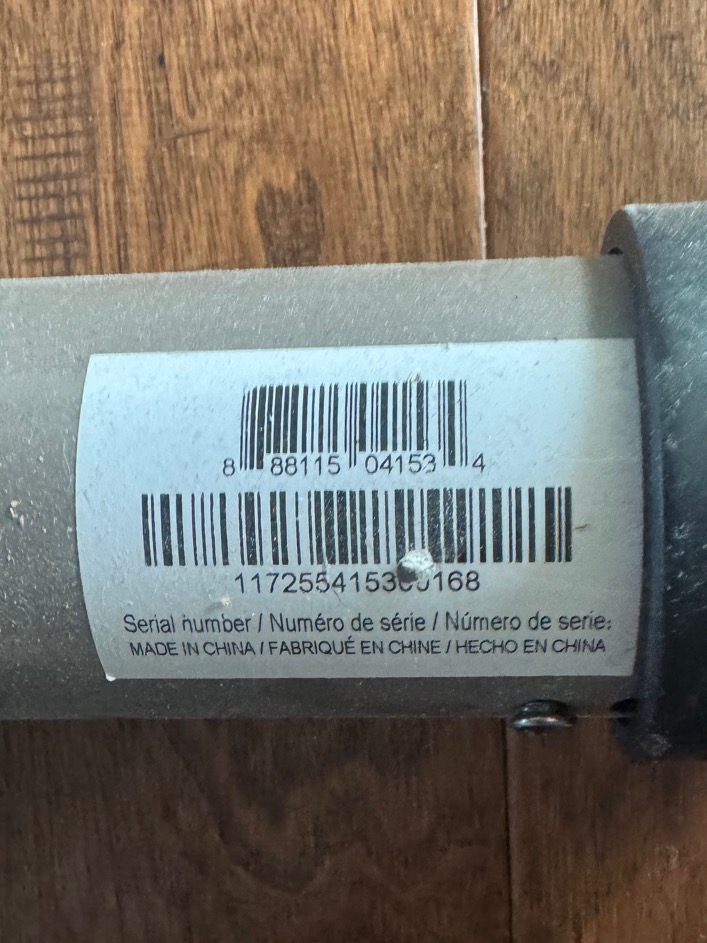 8 88115 04153 4
Serial number / Numéro de série / Número de serie:
MADE IN CHINA / FABRIQUÉ EN CHINE / HECHO EN CHINA